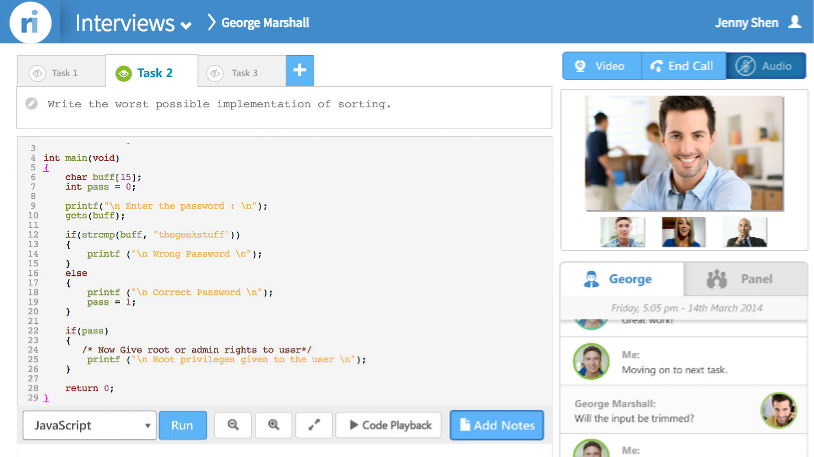 ri Interviews George Marshall Jenny Shen
Task 1 Task 2 Task 3 +
Write the worst possible implementation of sorting.
3
4 int main(void)
5 {
6 char buff[15];
7 int pass = 0;
8
9 printf("\n Enter the password : \n");
10 gets(buff);
11
12 if(strcmp(buff, "thegeekstuff"))
13 {
14 printf ("\n Wrong Password \n");
15 }
16 else
17 {
18 printf ("\n Correct Password \n");
19 pass = 1;
20 }
21
22 if(pass)
23 {
24 /* Now Give root or admin rights to user*/
25 printf ("\n Root privileges given to the user \n");
26 }
27
28 return 0;
29 }
JavaScript Run Code Playback Add Notes
Video End Call Audio
George Panel
Friday, 5:05 pm - 14th March 2014
Great work!
Me:
Moving on to next task.
George Marshall:
Will the input be trimmed?
Me: